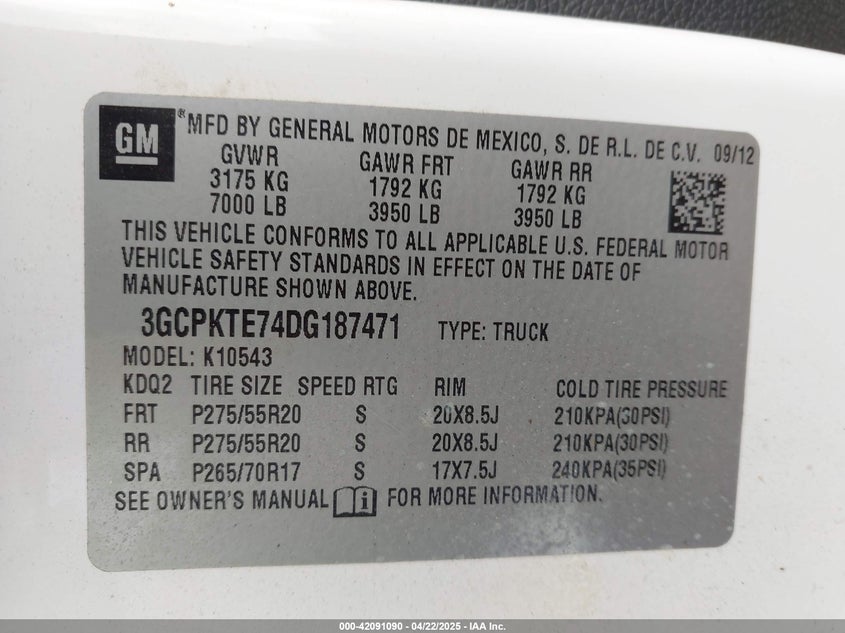 GM ® MFD BY GENERAL MOTORS DE MEXICO, S. DE R.L. DE C.V. 09/12
GVWR GAWR FRT GAWR RR
3175 KG 1792 KG 1792 KG
7000 LB 3950 LB 3950 LB
THIS VEHICLE CONFORMS TO ALL APPLICABLE U.S. FEDERAL MOTOR
VEHICLE SAFETY STANDARDS IN EFFECT ON THE DATE OF
MANUFACTURE SHOWN ABOVE.
3GCPKTE74DG187471 TYPE: TRUCK
MODEL: K10543
KDQ2 TIRE SIZE SPEED RTG RIM COLD TIRE PRESSURE
FRT P275/55R20 S 20X8.5J 210KPA(30PSI)
RR P275/55R20 S 20X8.5J 210KPA(30PSI)
SPA P265/70R17 S 17X7.5J 240KPA(35PSI)
SEE OWNER'S MANUAL i FOR MORE INFORMATION.
000-42091090 - 04/22/2025 - IAA Inc.